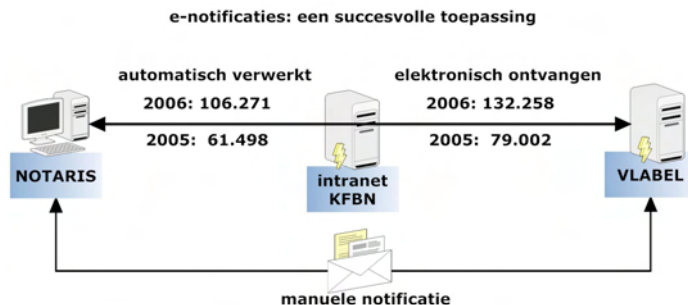 e-notificaties: een succesvolle toepassing
automatisch verwerkt
elektronisch ontvangen
2006: 106.271
2006: 132.258
2005: 61.498
2005: 79.002
NOTARIS
intranet
KFBN
VLABEL
manuele notificatie